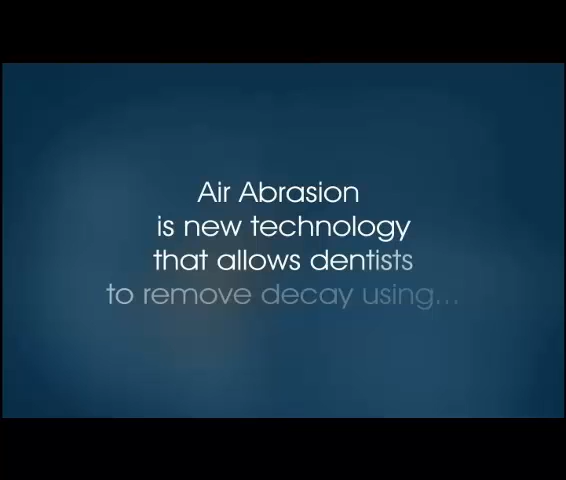 Air Abrasion
is new technology
that allows dentists
to remove decay using...